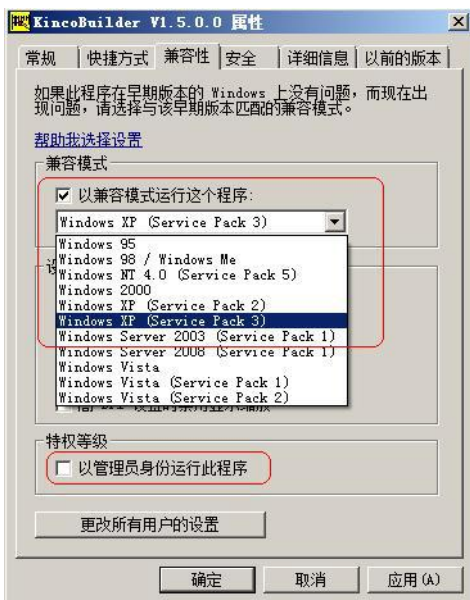 KincoBuilder V1.5.0.0 属性
常规 快捷方式 兼容性 安全 详细信息 以前的版本
如果此程序在早期版本的 Windows 上没有问题，而现在出
现问题，请选择与该早期版本匹配的兼容模式。
帮助我选择设置
兼容模式
以兼容模式运行这个程序:
Windows XP (Service Pack 3)
Windows 95
Windows 98 / Windows Me
Windows NT 4.0 (Service Pack 5)
Windows 2000
Windows XP (Service Pack 2)
Windows XP (Service Pack 3)
Windows Server 2003 (Service Pack 1)
Windows Server 2008 (Service Pack 1)
Windows Vista
Windows Vista (Service Pack 1)
Windows Vista (Service Pack 2)
特权等级
以管理员身份运行此程序
更改所有用户的设置
确定 取消 应用(A)